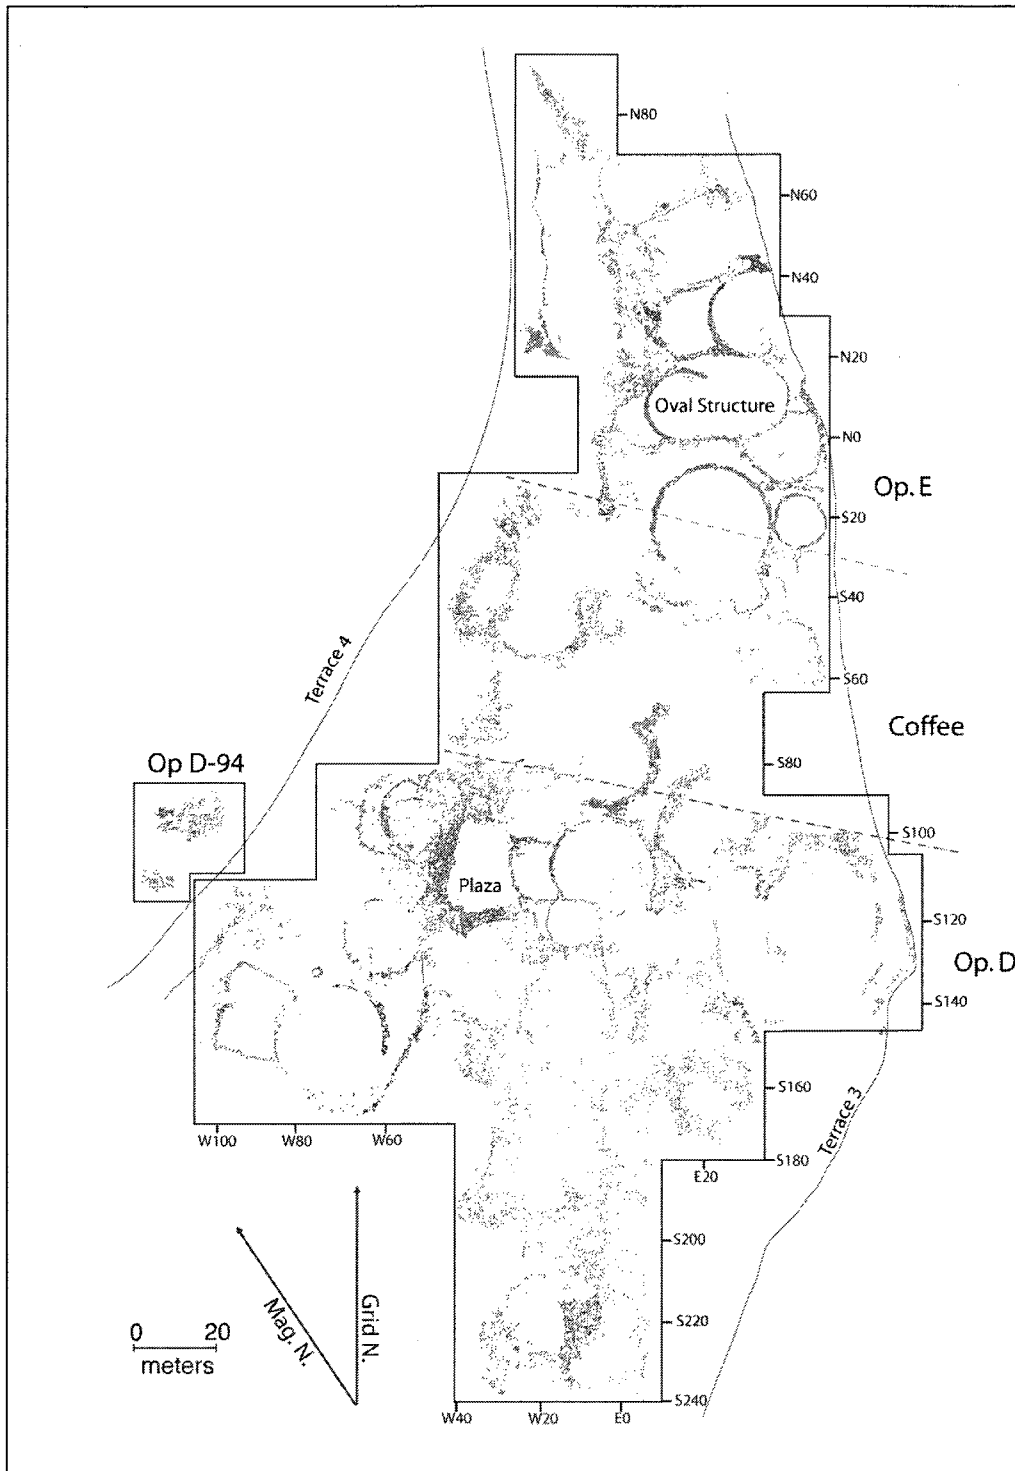 N80
N60
N40
N20
Oval Structure
N0
Op. E
S20
S40
Terrace 4
S60
Coffee
Op D-94
S80
S100
Plaza
S120
Op. D
S140
S160
Terrace 3
W100 W80 W60
S180
E20
S200
Mag. N.
Grid N.
0 20
meters
S220
S240
W40 W20 E0